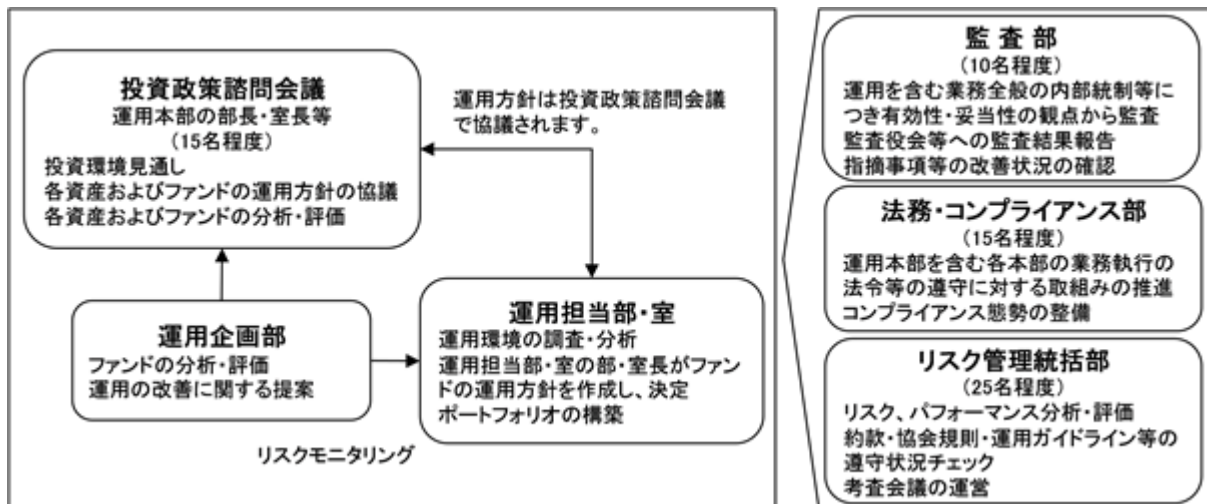 投資政策諮問会議
運用本部の部長・室長等
(15名程度)
投資環境見通し
各資産およびファンドの運用方針の協議
各資産およびファンドの分析・評価
運用方針は投資政策諮問会議
で協議されます。
運用企画部
ファンドの分析・評価
運用の改善に関する提案
運用担当部・室
運用環境の調査・分析
運用担当部・室の部・室長がファン
ドの運用方針を作成し、決定
ポートフォリオの構築
リスクモニタリング
監 査 部
(10名程度)
運用を含む業務全般の内部統制等に
つき有効性・妥当性の観点から監査
監査役会等への監査結果報告
指摘事項等の改善状況の確認
法務・コンプライアンス部
(15名程度)
運用本部を含む各本部の業務執行の
法令等の遵守に対する取組みの推進
コンプライアンス態勢の整備
リスク管理統括部
(25名程度)
リスク、パフォーマンス分析・評価
約款・協会規則・運用ガイドライン等の
遵守状況チェック
考査会議の運営